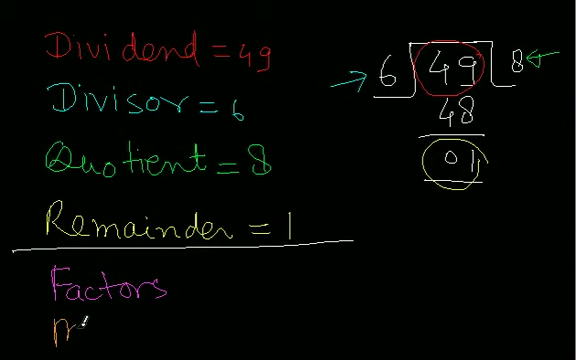 Dividend = 49
Divisor = 6
Quotient = 8
Remainder = 1
Factors
6 49 8
48
01